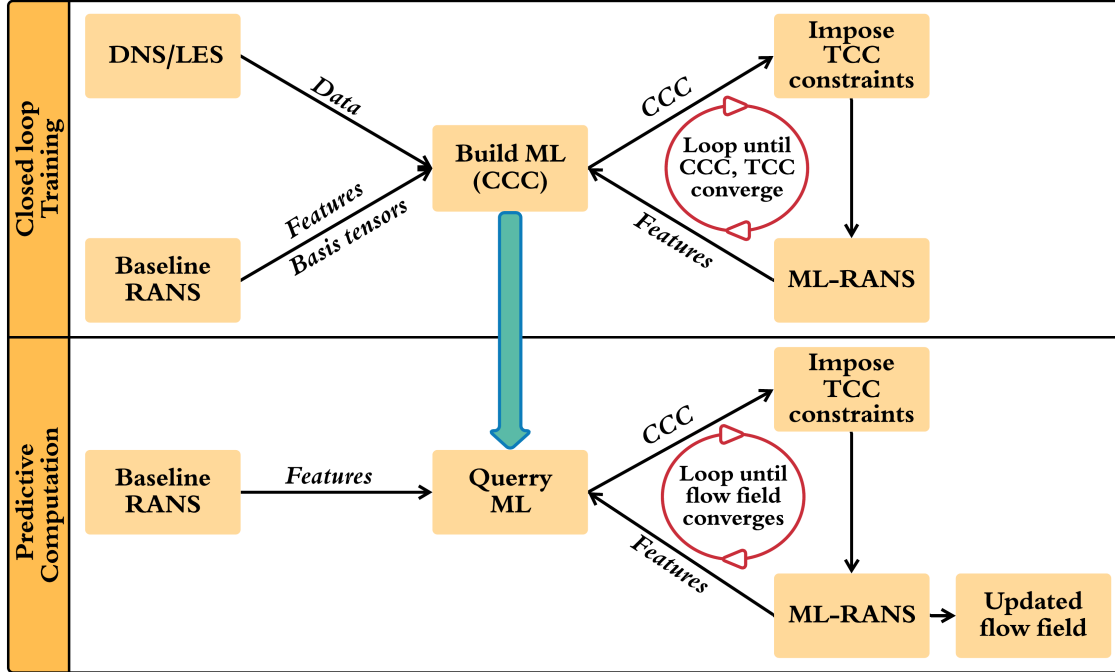 Closed loop
Training
DNS/LES
Data
Baseline
RANS
Features
Basis tensors
Build ML
(CCC)
CCC
Impose
TCC
constraints
Loop until
CCC, TCC
converge
Features
ML-RANS
Predictive
Computation
Baseline
RANS
Features
Querry
ML
CCC
Impose
TCC
constraints
Loop until
flow field
converges
Features
ML-RANS
Updated
flow field